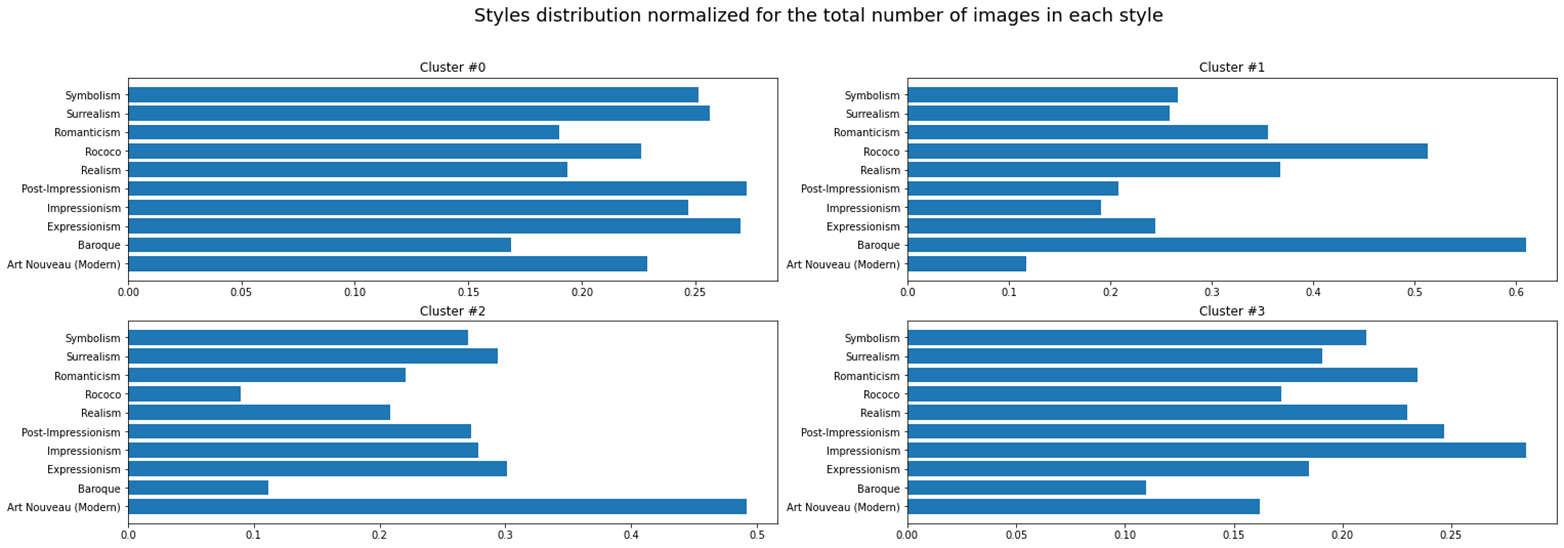 Styles distribution normalized for the total number of images in each style
Cluster #0
Symbolism
Surrealism
Romanticism
Rococo
Realism
Post-Impressionism
Impressionism
Expressionism
Baroque
Art Nouveau (Modern)
0.00 0.05 0.10 0.15 0.20 0.25
Cluster #1
Symbolism
Surrealism
Romanticism
Rococo
Realism
Post-Impressionism
Impressionism
Expressionism
Baroque
Art Nouveau (Modern)
0.0 0.1 0.2 0.3 0.4 0.5 0.6
Cluster #2
Symbolism
Surrealism
Romanticism
Rococo
Realism
Post-Impressionism
Impressionism
Expressionism
Baroque
Art Nouveau (Modern)
0.0 0.1 0.2 0.3 0.4 0.5
Cluster #3
Symbolism
Surrealism
Romanticism
Rococo
Realism
Post-Impressionism
Impressionism
Expressionism
Baroque
Art Nouveau (Modern)
0.00 0.05 0.10 0.15 0.20 0.25